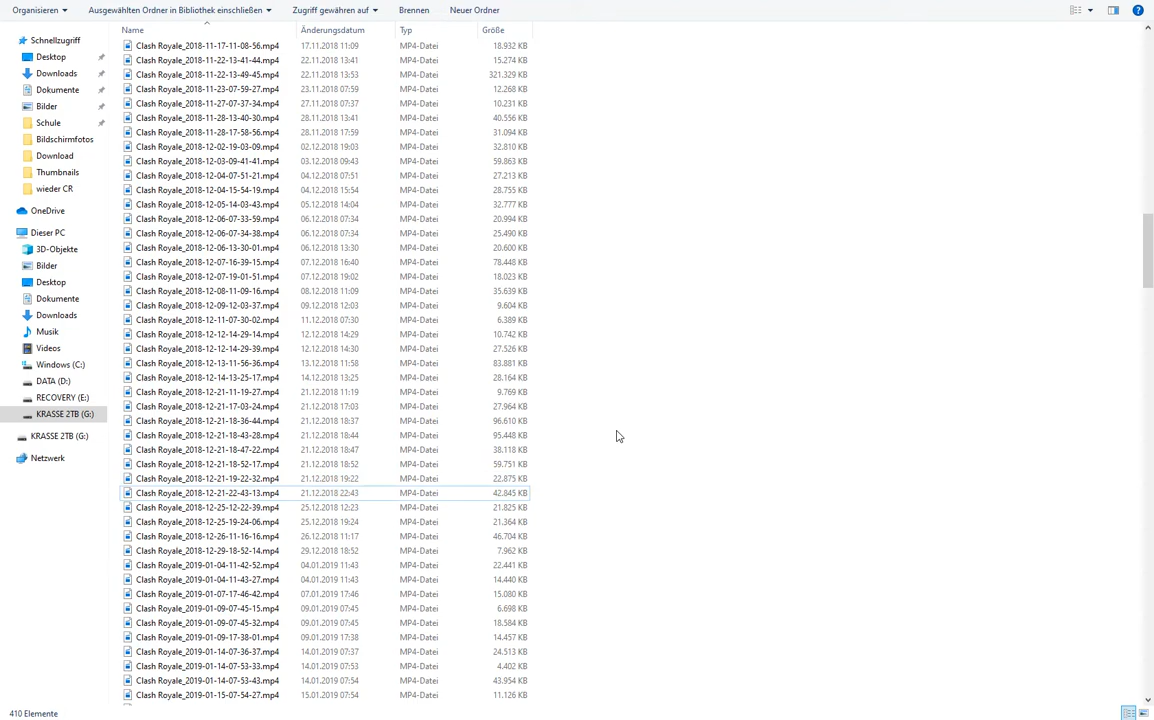 Organisieren Ausgewählten Ordner in Bibliothek einschließen Zugriff gewähren auf Brennen Neuer Ordner
Name Änderungsdatum Typ Größe
Schnellzugriff
Desktop
Downloads
Dokumente
Bilder
Schule
Bildschirmfotos
Download
Thumbnails
wieder CR
OneDrive
Dieser PC
3D-Objekte
Bilder
Desktop
Dokumente
Downloads
Musik
Videos
Windows (C:)
DATA (D:)
RECOVERY (E:)
KRASSE 2TB (G:)
KRASSE 2TB (G:)
Netzwerk
Clash Royale_2018-11-17-11-08-56.mp4 17.11.2018 11:09 MP4-Datei 18.932 KB
Clash Royale_2018-11-22-13-41-44.mp4 22.11.2018 13:41 MP4-Datei 15.274 KB
Clash Royale_2018-11-22-13-49-45.mp4 22.11.2018 13:53 MP4-Datei 321.329 KB
Clash Royale_2018-11-23-07-59-27.mp4 23.11.2018 07:59 MP4-Datei 12.268 KB
Clash Royale_2018-11-27-07-37-34.mp4 27.11.2018 07:37 MP4-Datei 10.231 KB
Clash Royale_2018-11-28-13-40-30.mp4 28.11.2018 13:41 MP4-Datei 40.556 KB
Clash Royale_2018-11-28-17-58-56.mp4 28.11.2018 17:59 MP4-Datei 31.094 KB
Clash Royale_2018-12-02-19-03-09.mp4 02.12.2018 19:03 MP4-Datei 32.810 KB
Clash Royale_2018-12-03-09-41-41.mp4 03.12.2018 09:43 MP4-Datei 59.863 KB
Clash Royale_2018-12-04-07-51-21.mp4 04.12.2018 07:51 MP4-Datei 27.213 KB
Clash Royale_2018-12-04-15-54-19.mp4 04.12.2018 15:54 MP4-Datei 28.755 KB
Clash Royale_2018-12-05-14-03-43.mp4 05.12.2018 14:04 MP4-Datei 32.777 KB
Clash Royale_2018-12-06-07-33-59.mp4 06.12.2018 07:34 MP4-Datei 20.994 KB
Clash Royale_2018-12-06-07-34-38.mp4 06.12.2018 07:34 MP4-Datei 25.490 KB
Clash Royale_2018-12-06-13-30-01.mp4 06.12.2018 13:30 MP4-Datei 20.600 KB
Clash Royale_2018-12-07-16-39-15.mp4 07.12.2018 16:40 MP4-Datei 78.448 KB
Clash Royale_2018-12-07-19-01-51.mp4 07.12.2018 19:02 MP4-Datei 18.023 KB
Clash Royale_2018-12-08-11-09-16.mp4 08.12.2018 11:09 MP4-Datei 35.639 KB
Clash Royale_2018-12-09-12-03-37.mp4 09.12.2018 12:03 MP4-Datei 9.604 KB
Clash Royale_2018-12-11-07-30-02.mp4 11.12.2018 07:30 MP4-Datei 6.389 KB
Clash Royale_2018-12-12-14-29-14.mp4 12.12.2018 14:29 MP4-Datei 10.742 KB
Clash Royale_2018-12-12-14-29-39.mp4 12.12.2018 14:30 MP4-Datei 27.526 KB
Clash Royale_2018-12-13-11-56-36.mp4 13.12.2018 11:58 MP4-Datei 83.881 KB
Clash Royale_2018-12-14-13-25-17.mp4 14.12.2018 13:25 MP4-Datei 28.164 KB
Clash Royale_2018-12-21-11-19-27.mp4 21.12.2018 11:19 MP4-Datei 9.769 KB
Clash Royale_2018-12-21-17-03-24.mp4 21.12.2018 17:03 MP4-Datei 27.964 KB
Clash Royale_2018-12-21-18-36-44.mp4 21.12.2018 18:37 MP4-Datei 96.610 KB
Clash Royale_2018-12-21-18-43-28.mp4 21.12.2018 18:44 MP4-Datei 95.448 KB
Clash Royale_2018-12-21-18-47-22.mp4 21.12.2018 18:47 MP4-Datei 38.118 KB
Clash Royale_2018-12-21-18-52-17.mp4 21.12.2018 18:52 MP4-Datei 59.751 KB
Clash Royale_2018-12-21-19-22-32.mp4 21.12.2018 19:22 MP4-Datei 22.875 KB
Clash Royale_2018-12-21-22-43-13.mp4 21.12.2018 22:43 MP4-Datei 42.845 KB
Clash Royale_2018-12-25-12-22-39.mp4 25.12.2018 12:23 MP4-Datei 21.825 KB
Clash Royale_2018-12-25-19-24-06.mp4 25.12.2018 19:24 MP4-Datei 21.364 KB
Clash Royale_2018-12-26-11-16-16.mp4 26.12.2018 11:17 MP4-Datei 46.704 KB
Clash Royale_2018-12-29-18-52-14.mp4 29.12.2018 18:52 MP4-Datei 7.962 KB
Clash Royale_2019-01-04-11-42-52.mp4 04.01.2019 11:43 MP4-Datei 22.441 KB
Clash Royale_2019-01-04-11-43-27.mp4 04.01.2019 11:43 MP4-Datei 14.440 KB
Clash Royale_2019-01-07-17-46-42.mp4 07.01.2019 17:46 MP4-Datei 15.080 KB
Clash Royale_2019-01-09-07-45-15.mp4 09.01.2019 07:45 MP4-Datei 6.698 KB
Clash Royale_2019-01-09-07-45-32.mp4 09.01.2019 07:45 MP4-Datei 18.584 KB
Clash Royale_2019-01-09-17-38-01.mp4 09.01.2019 17:38 MP4-Datei 14.457 KB
Clash Royale_2019-01-14-07-36-37.mp4 14.01.2019 07:37 MP4-Datei 24.513 KB
Clash Royale_2019-01-14-07-53-33.mp4 14.01.2019 07:53 MP4-Datei 4.402 KB
Clash Royale_2019-01-14-07-53-43.mp4 14.01.2019 07:54 MP4-Datei 43.954 KB
Clash Royale_2019-01-15-07-54-27.mp4 15.01.2019 07:54 MP4-Datei 11.126 KB
410 Elemente